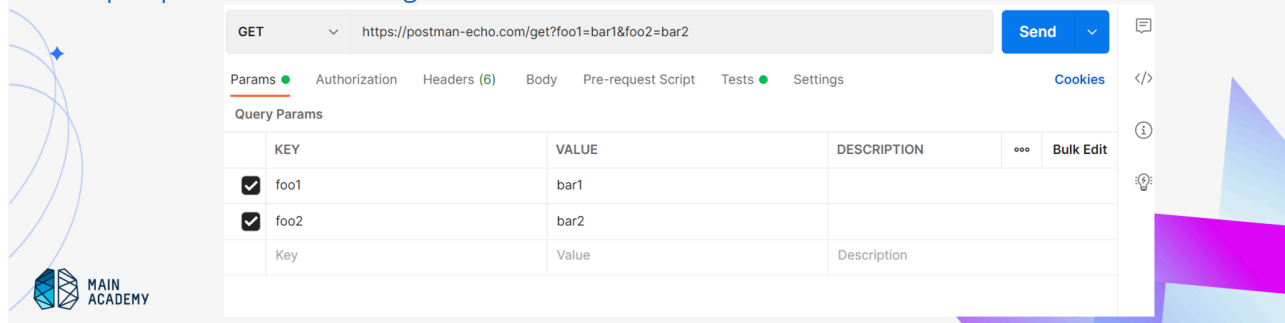 GET https://postman-echo.com/get?foo1=bar1&foo2=bar2 Send
Params Authorization Headers (6) Body Pre-request Script Tests Settings Cookies
Query Params
KEY VALUE DESCRIPTION ooo Bulk Edit
foo1 bar1
foo2 bar2
Key Value Description
MAIN
ACADEMY